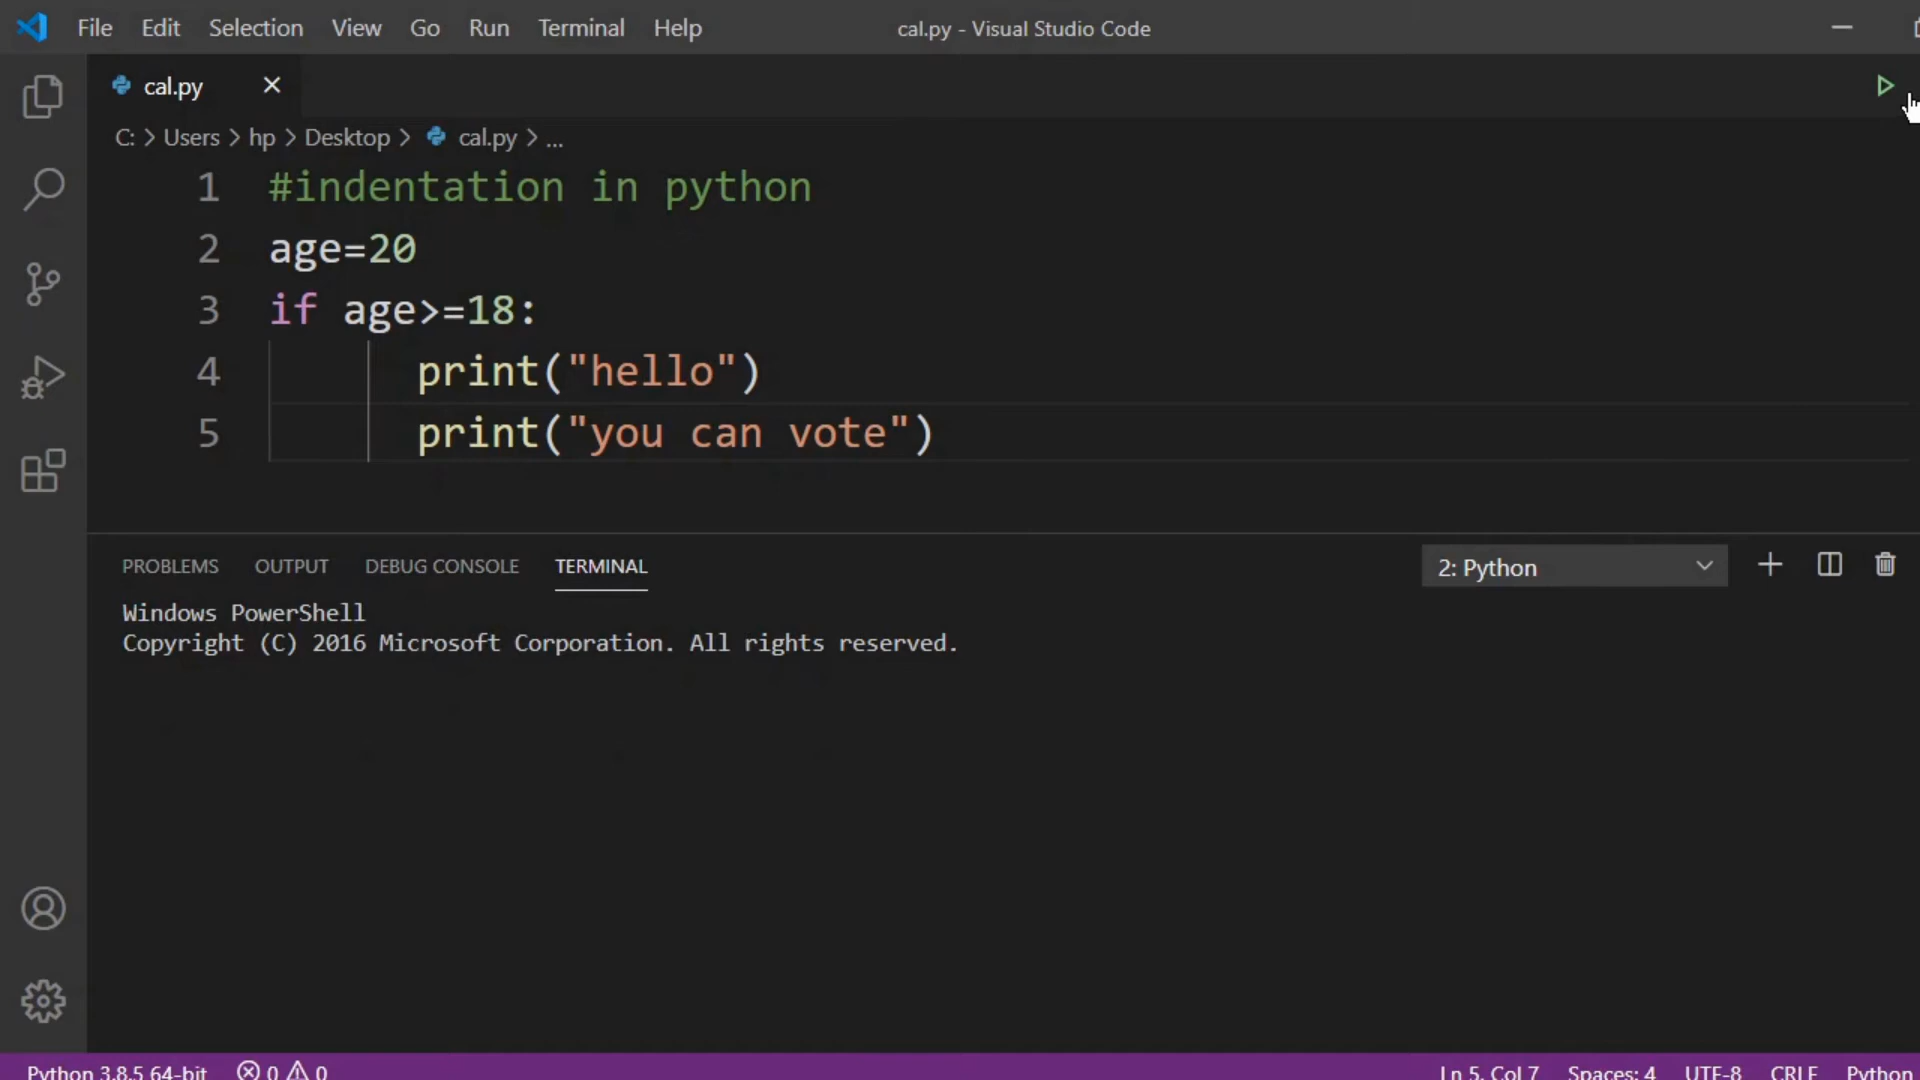 File Edit Selection View Go Run Terminal Help cal.py - Visual Studio Code
cal.py
C: > Users > hp > Desktop > cal.py > ...
1 #indentation in python
2 age=20
3 if age>=18:
4 print("hello")
5 print("you can vote")
PROBLEMS OUTPUT DEBUG CONSOLE TERMINAL 2: Python
Windows PowerShell
Copyright (C) 2016 Microsoft Corporation. All rights reserved.
Python 3.8.5 64-bit 0 0 Ln 5, Col 7 Spaces: 4 UTF-8 CRLF Python